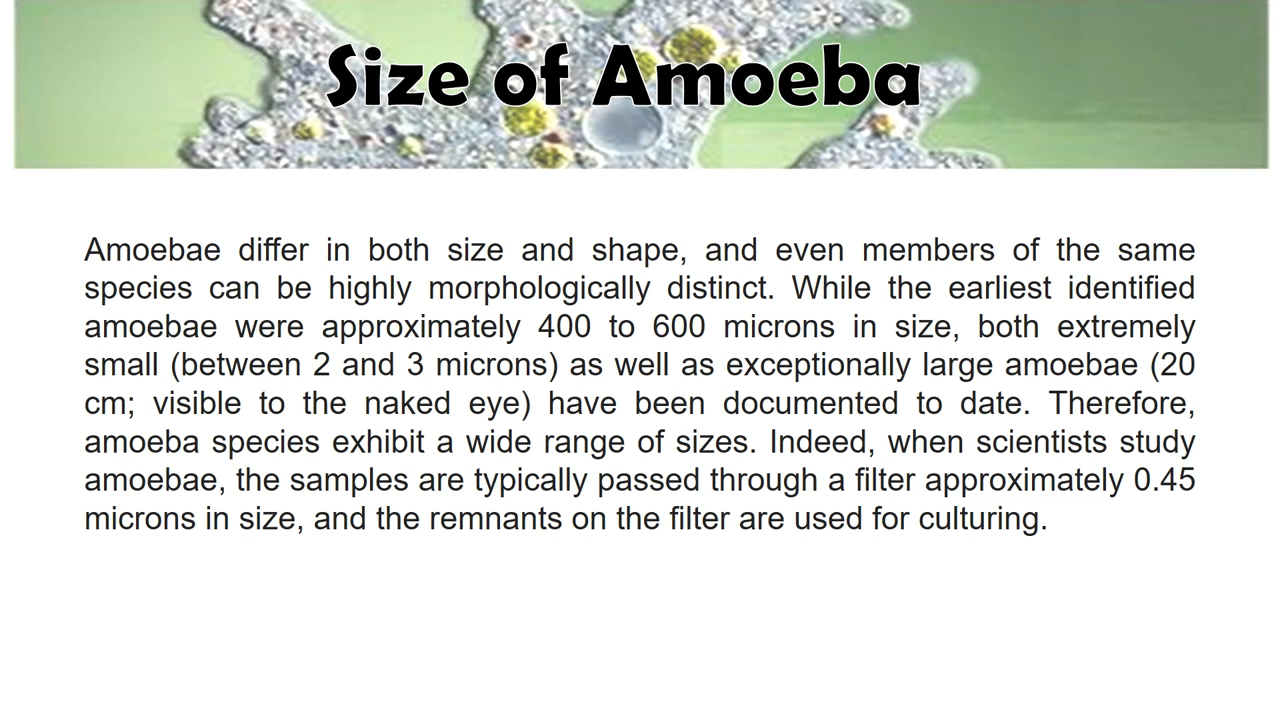 Size of Amoeba
Amoebae differ in both size and shape, and even members of the same
species can be highly morphologically distinct. While the earliest identified
amoebae were approximately 400 to 600 microns in size, both extremely
small (between 2 and 3 microns) as well as exceptionally large amoebae (20
cm; visible to the naked eye) have been documented to date. Therefore,
amoeba species exhibit a wide range of sizes. Indeed, when scientists study
amoebae, the samples are typically passed through a filter approximately 0.45
microns in size, and the remnants on the filter are used for culturing.